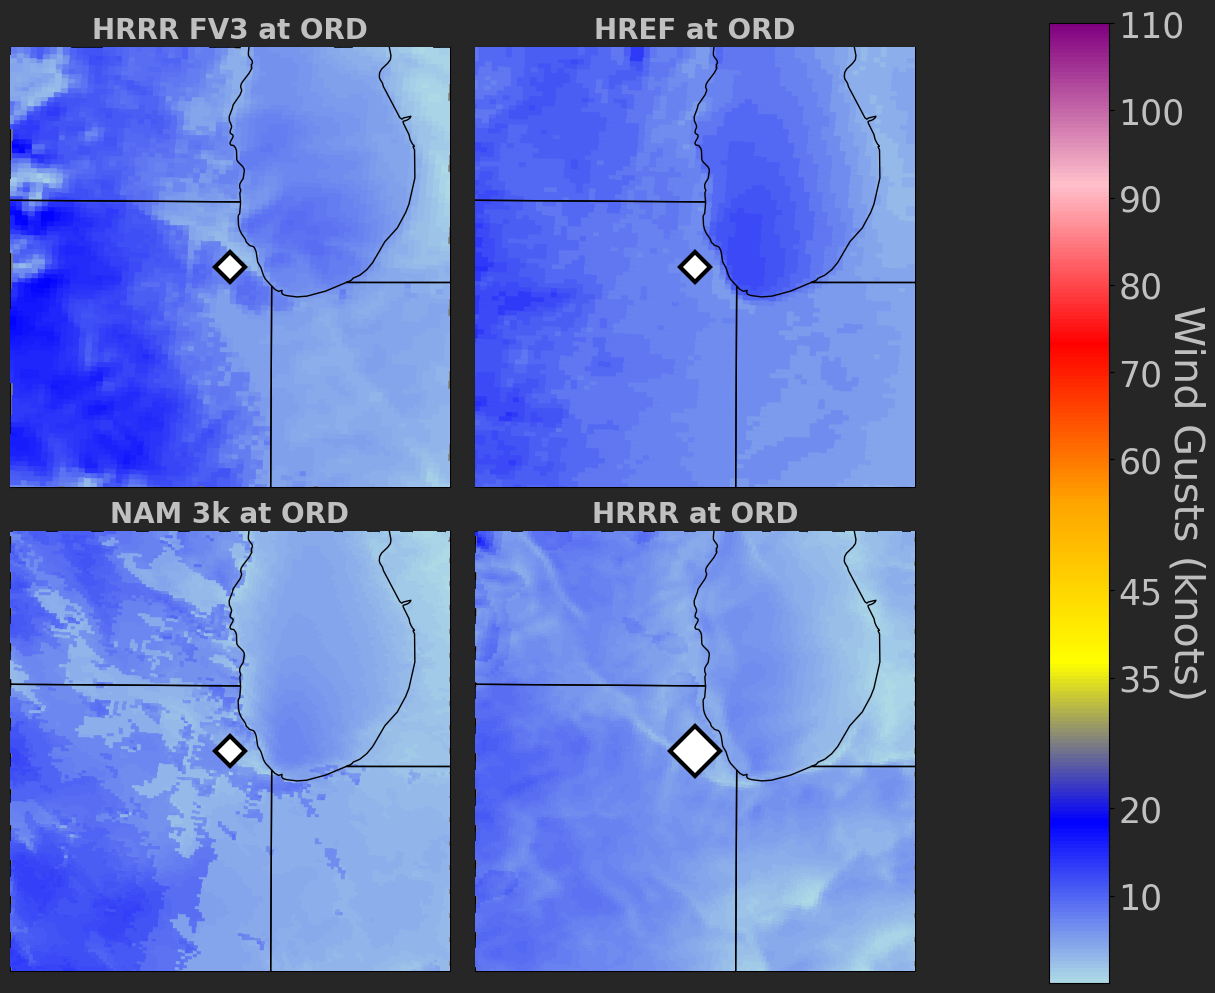 HRRR FV3 at ORD
HREF at ORD
NAM 3k at ORD
HRRR at ORD
110
100
90
80
70
60
45
35
20
10
Wind Gusts (knots)